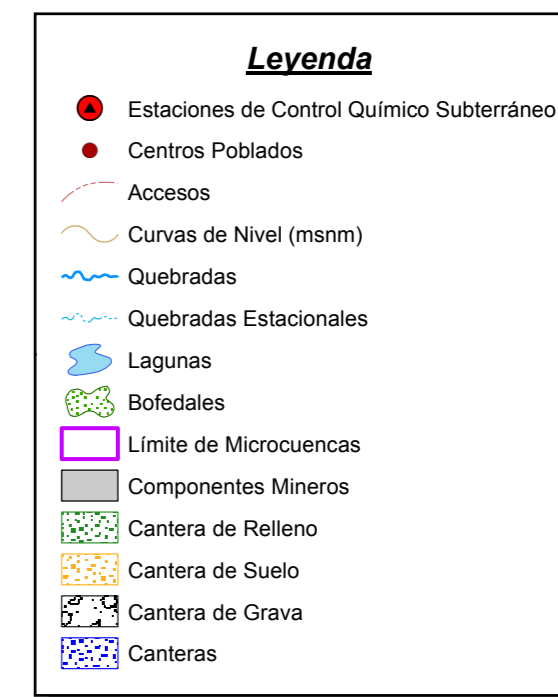 Leyenda
Estaciones de Control Químico Subterráneo
Centros Poblados
Accesos
Curvas de Nivel (msnm)
Quebradas
Quebradas Estacionales
Lagunas
Bofedales
Límite de Microcuencas
Componentes Mineros
Cantera de Relleno
Cantera de Suelo
Cantera de Grava
Canteras